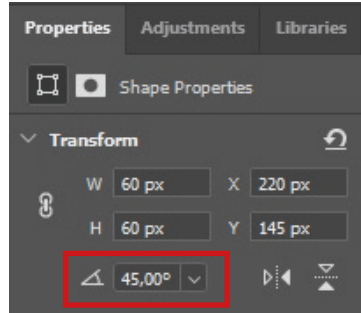 Properties Adjustments Libraries
Shape Properties
Transform
W 60 px X 220 px
H 60 px Y 145 px
45,00°